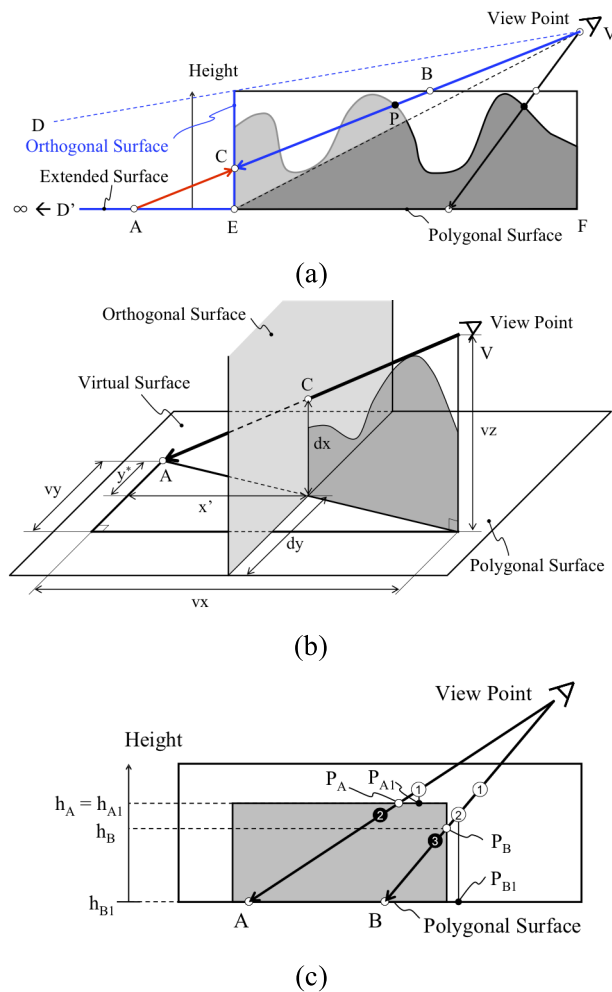 View Point
V
Height
B
D
P
Orthogonal Surface
C
Extended Surface
∞ ← D'
A
E
Polygonal Surface
F
(a)
Orthogonal Surface
View Point
V
Virtual Surface
C
dx
vz
A
vy
y*
x'
dy
Polygonal Surface
vx
(b)
View Point
Height
P_A
P_A1
1
1
h_A = h_A1
2
2
h_B
P_B
3
P_B1
h_B1
A
B
Polygonal Surface
(c)